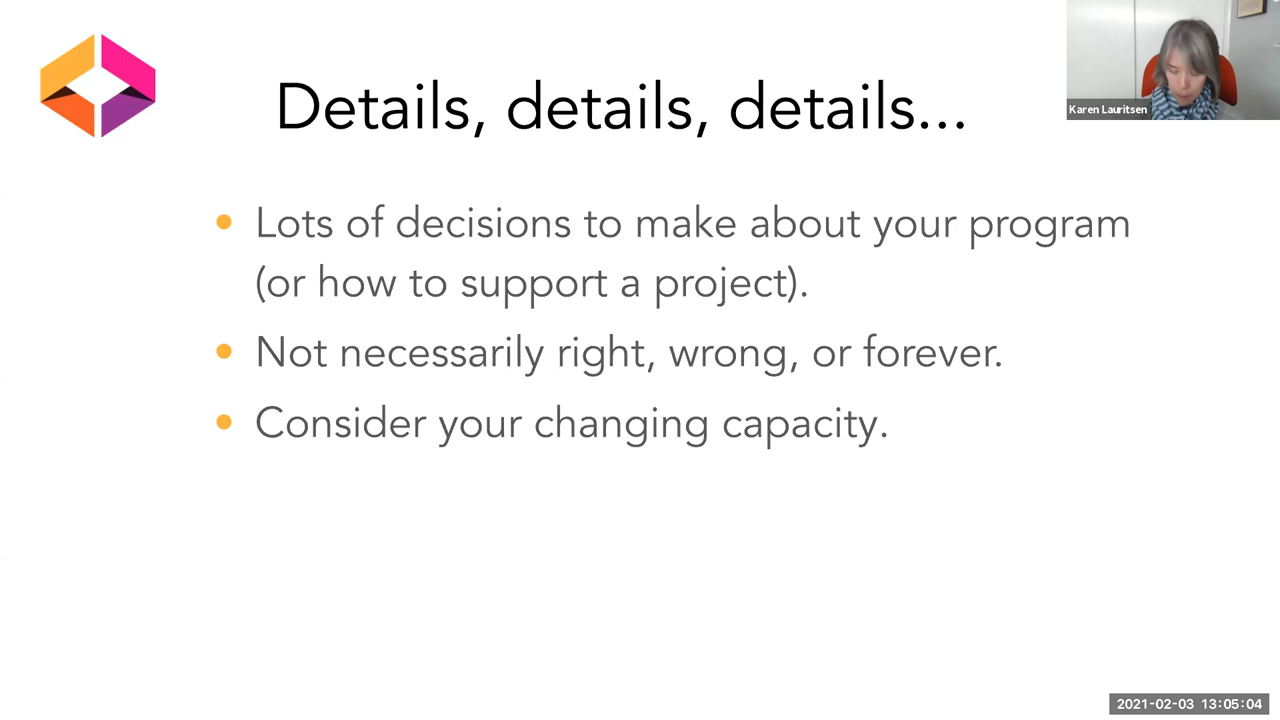 Details, details, details...
Karen Lauritsen
• Lots of decisions to make about your program
(or how to support a project).
• Not necessarily right, wrong, or forever.
• Consider your changing capacity.
2021-02-03 13:05:04